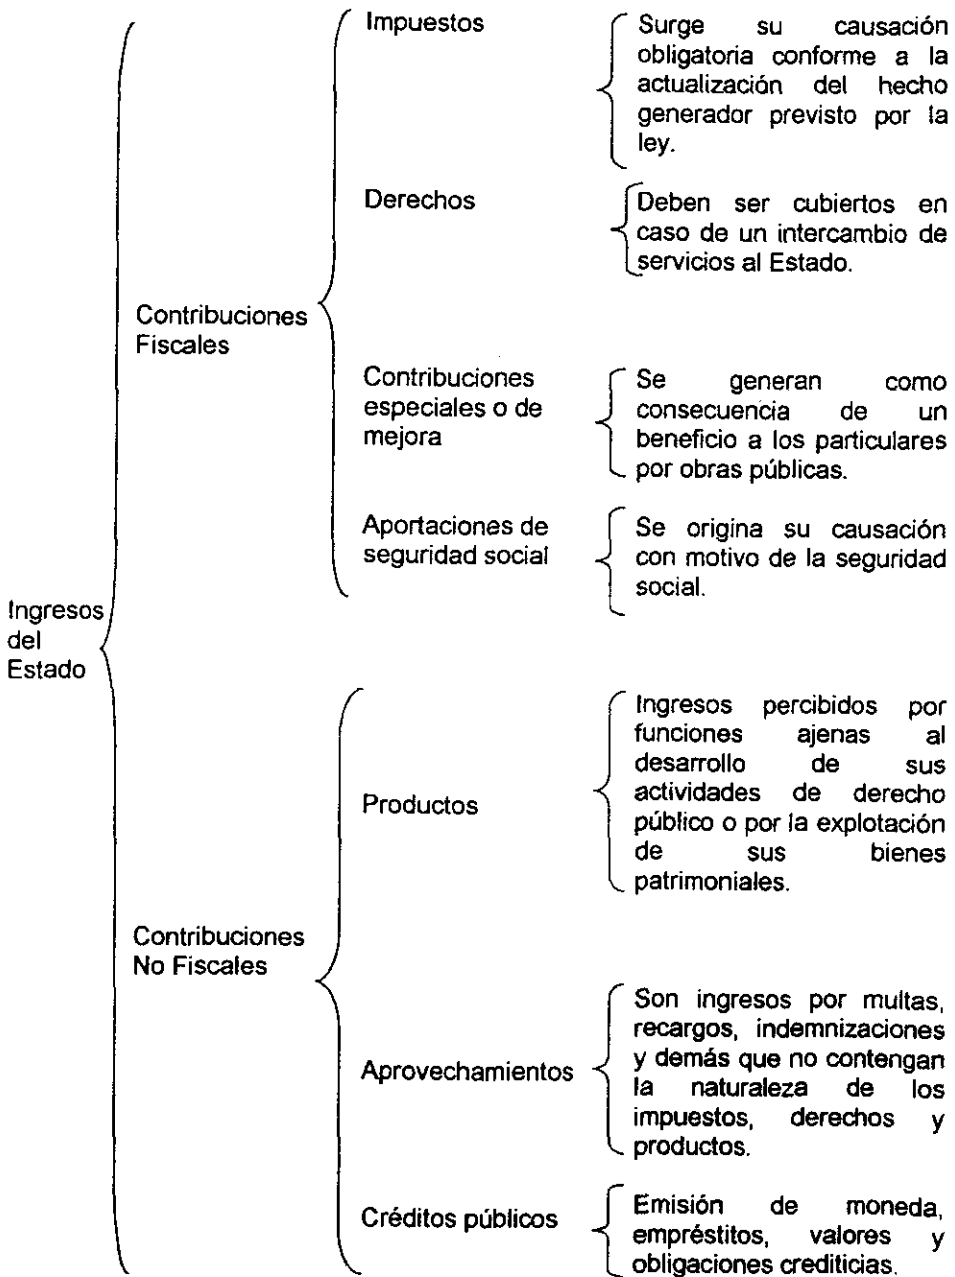 Ingresos
del
Estado
Contribuciones
Fiscales
Impuestos
Surge su causación
obligatoria conforme a la
actualización del hecho
generador previsto por la
ley.
Derechos
Deben ser cubiertos en
caso de un intercambio de
servicios al Estado.
Contribuciones
especiales o de
mejora
Se generan como
consecuencia de un
beneficio a los particulares
por obras públicas.
Aportaciones de
seguridad social
Se origina su causación
con motivo de la seguridad
social.
Contribuciones
No Fiscales
Productos
Ingresos percibidos por
funciones ajenas al
desarrollo de sus
actividades de derecho
público o por la explotación
de sus bienes
patrimoniales.
Aprovechamientos
Son ingresos por multas,
recargos, indemnizaciones
y demás que no contengan
la naturaleza de los
impuestos, derechos y
productos.
Créditos públicos
Emisión de moneda,
empréstitos, valores y
obligaciones crediticias.